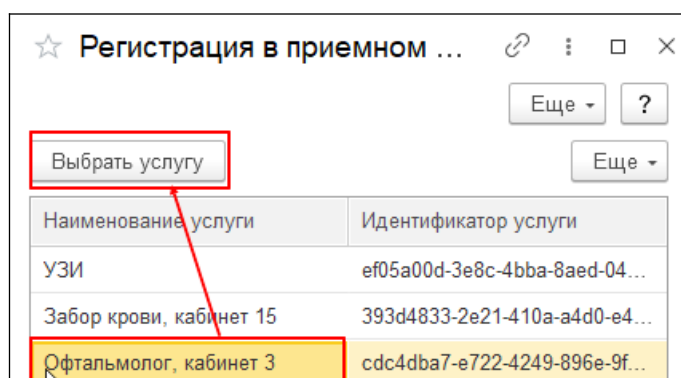 Регистрация в приемном ...
Еще
?
Выбрать услугу
Еще
Наименование услуги Идентификатор услуги
УЗИ ef05a00d-3e8c-4bba-8aed-04...
Забор крови, кабинет 15 393d4833-2e21-410a-a4d0-e4...
Офтальмолог, кабинет 3 cdc4dba7-e722-4249-896e-9f...